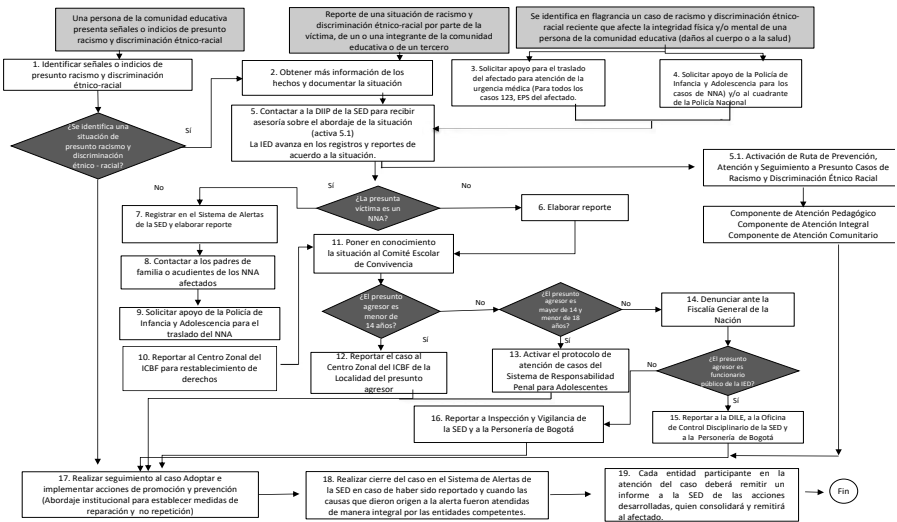 Una persona de la comunidad educativa
presenta señales o indicios de presunto
racismo y discriminación étnico-racial
Reporte de una situación de racismo y
discriminación étnico-racial por parte de la
víctima, de un o una integrante de la comunidad
educativa o de un tercero
Se identifica en flagrancia un caso de racismo y discriminación étnico-
racial reciente que afecte la integridad física y/o mental de una
persona de la comunidad educativa (daños al cuerpo o a la salud)
1. Identificar señales o indicios de
presunto racismo y discriminación
étnico-racial
2. Obtener más información de los
hechos y documentar la situación
3. Solicitar apoyo para el traslado
del afectado para atención de la
urgencia médica (Para todos los
casos 123, EPS del afectado.
4. Solicitar apoyo de la Policía de
Infancia y Adolescencia para los
casos de NNA) y/o al cuadrante
de la Policía Nacional
¿Se identifica una
situación de
presunto racismo y
discriminación
étnico - racial?
Sí
5. Contactar a la DIIP de la SED para recibir
asesoría sobre el abordaje de la situación
(activa 5.1)
La IED avanza en los registros y reportes de
acuerdo a la situación.
5.1. Activación de Ruta de Prevención,
Atención y Seguimiento a Presunto Casos de
Racismo y Discriminación Étnico Racial
No
Sí
¿La presunta
víctima es un
NNA?
No
6. Elaborar reporte
7. Registrar en el Sistema de Alertas
de la SED y elaborar reporte
Componente de Atención Pedagógico
Componente de Atención Integral
Componente de Atención Comunitario
8. Contactar a los padres de
familia o acudientes de los NNA
afectados
11. Poner en conocimiento
la situación al Comité Escolar
de Convivencia
9. Solicitar apoyo de la Policía de
Infancia y Adolescencia para el
traslado del NNA
¿El presunto
agresor es
menor de
14 años?
No
¿El presunto
agresor es
mayor de 14 y
menor de 18
años?
No
14. Denunciar ante la
Fiscalía General de la
Nación
Sí
Sí
10. Reportar al Centro Zonal del
ICBF para restablecimiento de
derechos
12. Reportar el caso al
Centro Zonal del ICBF de la
Localidad del presunto
agresor
13. Activar el protocolo de
atención de casos del
Sistema de Responsabilidad
Penal para Adolescentes
No
¿El presunto
agresor es
funcionario
público de la IED?
Sí
16. Reportar a Inspección y Vigilancia de
la SED y a la Personería de Bogotá
15. Reportar a la DILE, a la Oficina
de Control Disciplinario de la SED y
a la Personería de Bogotá
17. Realizar seguimiento al caso Adoptar e
implementar acciones de promoción y prevención
(Abordaje institucional para establecer medidas de
reparación y no repetición)
18. Realizar cierre del caso en el Sistema de Alertas de
la SED en caso de haber sido reportado y cuando las
causas que dieron origen a la alerta fueron atendidas
de manera integral por las entidades competentes.
19. Cada entidad participante en la
atención del caso deberá remitir un
informe a la SED de las acciones
desarrolladas, quien consolidará y remitirá
al afectado.
Fin